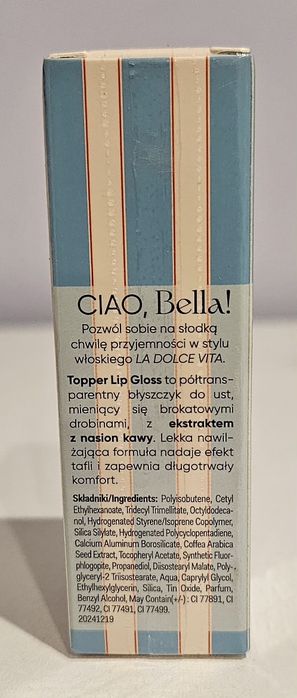 CIAO, Bella!
Pozwól sobie na słodką
chwilę przyjemności w stylu
włoskiego LA DOLCE VITA.
Topper Lip Gloss to półtrans-
parentny błyszczyk do ust,
mieniący się brokatowymi
drobinami, z ekstraktem
z nasion kawy. Lekka nawil-
żająca formuła nadaje efekt
tafli i zapewnia długotrwały
komfort.
Składniki/Ingredients: Polyisobutene, Cetyl
Ethylhexanoate, Tridecyl Trimellitate, Octyldodeca-
nol, Hydrogenated Styrene/Isoprene Copolymer,
Silica Silylate, Hydrogenated Polycyclopentadiene,
Calcium Aluminum Borosilicate, Coffea Arabica
Seed Extract, Tocopheryl Acetate, Synthetic Fluor-
phlogopite, Propanediol, Diisostearyl Malate, Poly-
glyceryl-2 Triisostearate, Aqua, Caprylyl Glycol,
Ethylhexylglycerin, Silica, Tin Oxide, Parfum,
Benzyl Alcohol, May Contain(+/-) : CI 77891, CI
77492, CI 77491, CI 77499.
20241219